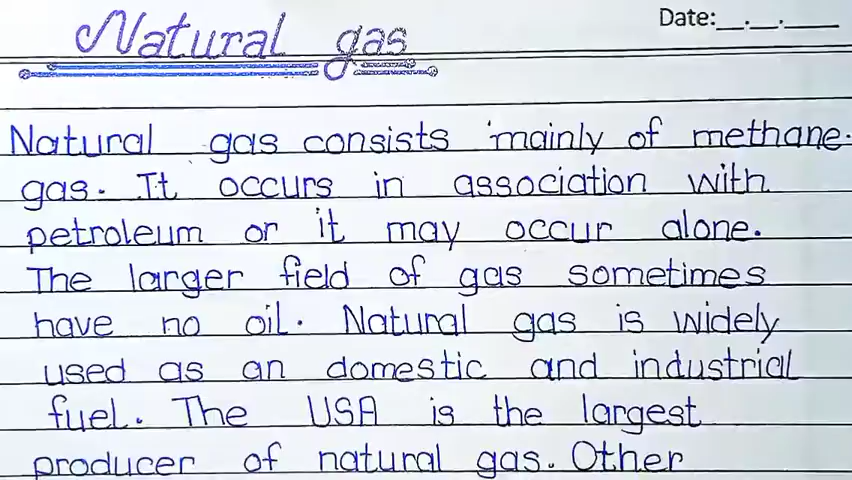 Date:__.__.____
Natural gas
Natural gas consists mainly of methane.
gas. It occurs in association with
petroleum or it may occur alone.
The larger field of gas sometimes
have no oil. Natural gas is widely
used as an domestic and industrial
fuel. The USA is the largest
producer of natural gas. Other